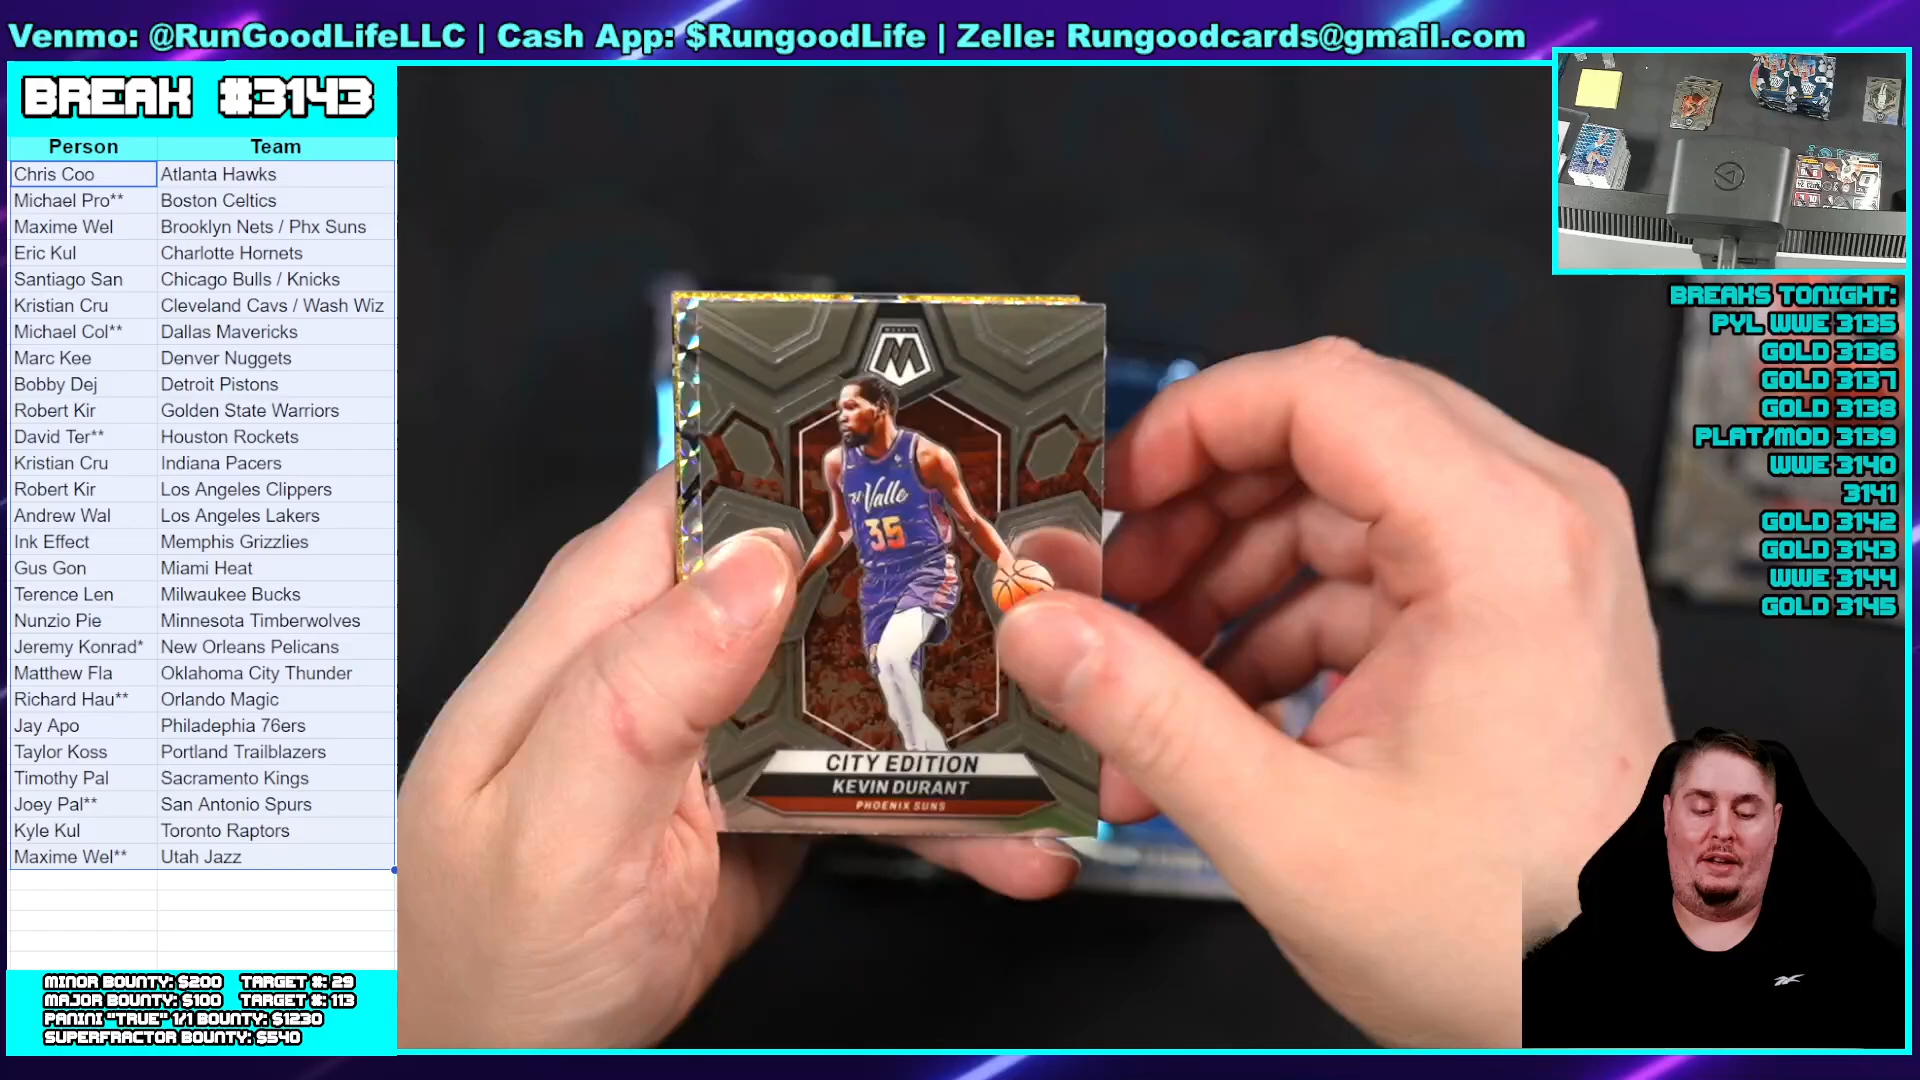 Venmo: @RunGoodLifeLLC | Cash App: $RungoodLife | Zelle: Rungoodcards@gmail.com
BREAK #3143
Person Team
Chris Coo Atlanta Hawks
Michael Pro** Boston Celtics
Maxime Wel Brooklyn Nets / Phx Suns
Eric Kul Charlotte Hornets
Santiago San Chicago Bulls / Knicks
Kristian Cru Cleveland Cavs / Wash Wiz
Michael Col** Dallas Mavericks
Marc Kee Denver Nuggets
Bobby Dej Detroit Pistons
Robert Kir Golden State Warriors
David Ter** Houston Rockets
Kristian Cru Indiana Pacers
Robert Kir Los Angeles Clippers
Andrew Wal Los Angeles Lakers
Ink Effect Memphis Grizzlies
Gus Gon Miami Heat
Terence Len Milwaukee Bucks
Nunzio Pie Minnesota Timberwolves
Jeremy Konrad* New Orleans Pelicans
Matthew Fla Oklahoma City Thunder
Richard Hau** Orlando Magic
Jay Apo Philadephia 76ers
Taylor Koss Portland Trailblazers
Timothy Pal Sacramento Kings
Joey Pal** San Antonio Spurs
Kyle Kul Toronto Raptors
Maxime Wel** Utah Jazz
MINOR BOUNTY: $200 TARGET #: 29
MAJOR BOUNTY: $100 TARGET #: 113
PANINI "TRUE" 1/1 BOUNTY: $1230
SUPERFRACTOR BOUNTY: $540
MOSAIC
Valle
35
CITY EDITION
KEVIN DURANT
PHOENIX SUNS
BREAKS TONIGHT:
PYL WWE 3135
GOLD 3136
GOLD 3137
GOLD 3138
PLAT/MOD 3139
WWE 3140
3141
GOLD 3142
GOLD 3143
WWE 3144
GOLD 3145